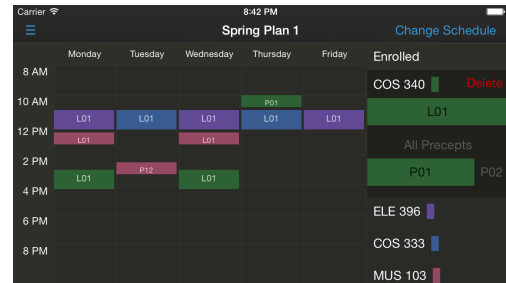 Carrier 8:42 PM
Spring Plan 1 Change Schedule
Monday Tuesday Wednesday Thursday Friday Enrolled
8 AM
COS 340 Delete
10 AM P01
L01 L01 L01 L01 L01 L01
12 PM
L01 L01 All Precepts
2 PM
P12 P01 P02
L01 L01
4 PM
ELE 396
6 PM
COS 333
8 PM
MUS 103